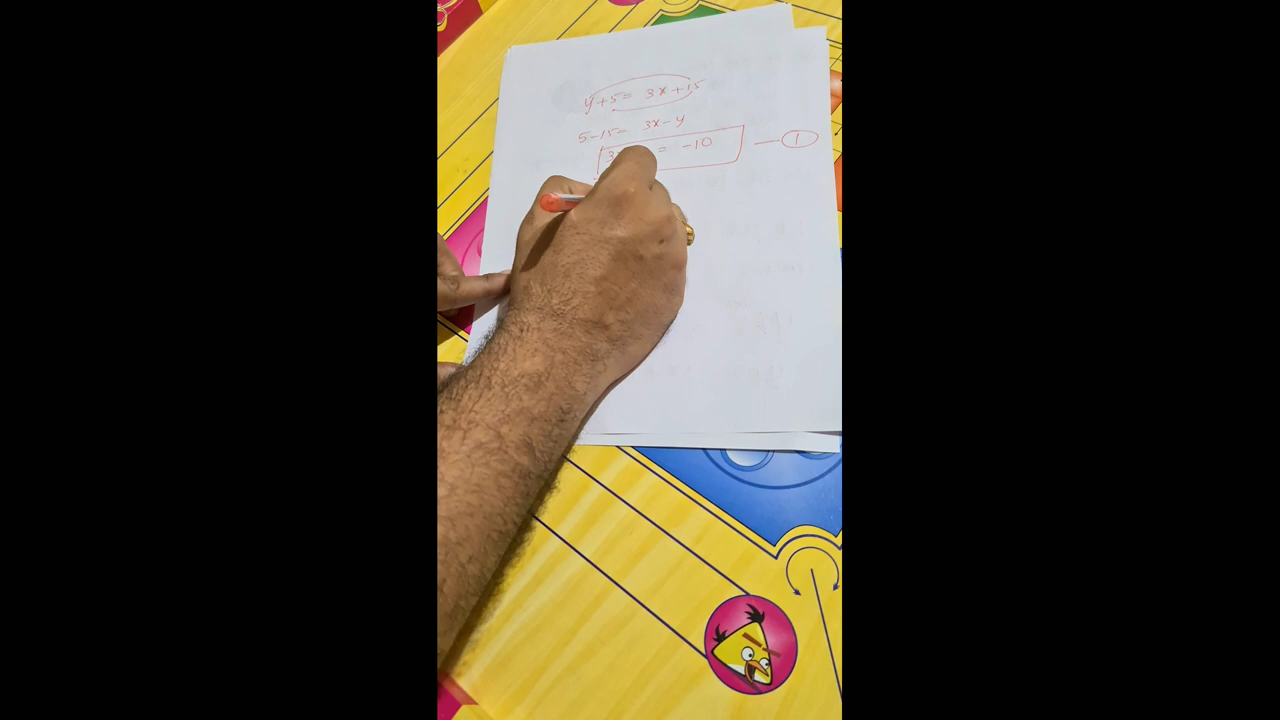 y+5= 3x+15
5-15= 3x-y
= -10 — 1